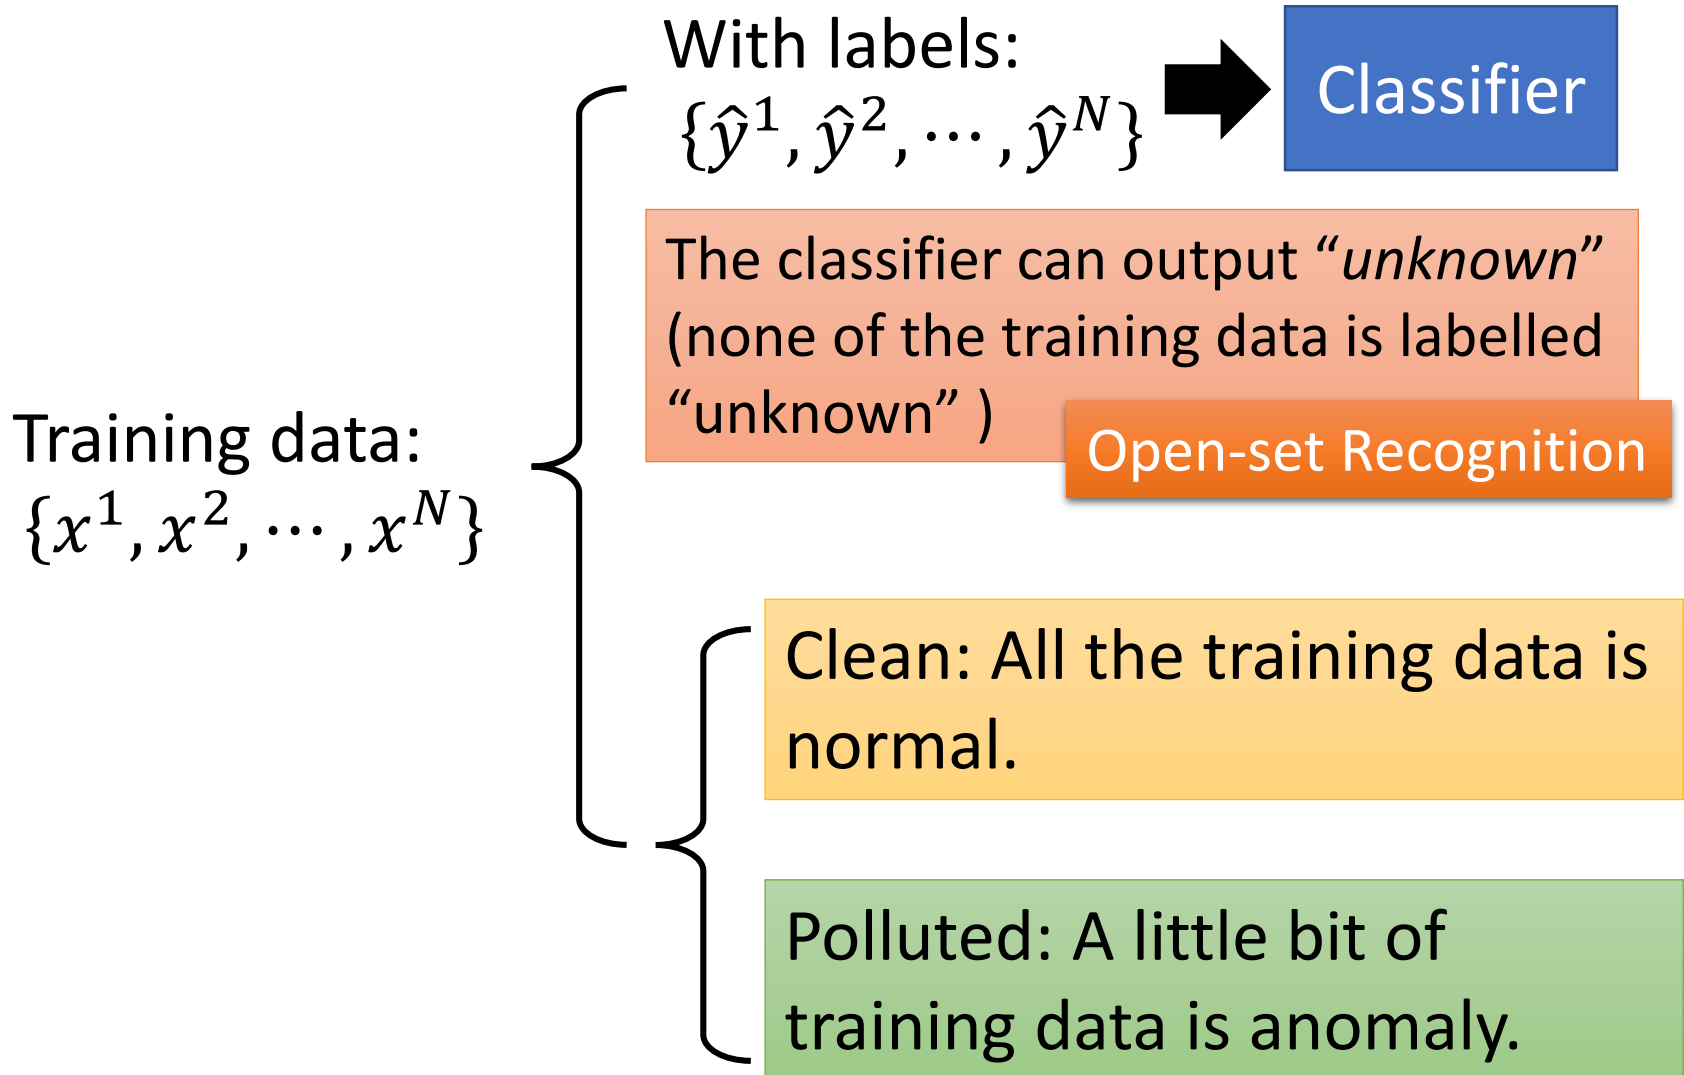 With labels:
{ŷ¹, ŷ², ⋯, ŷᴺ}
Classifier
The classifier can output “unknown”
(none of the training data is labelled
“unknown” )
Open-set Recognition
Training data:
{x¹, x², ⋯, xᴺ}
Clean: All the training data is
normal.
Polluted: A little bit of
training data is anomaly.